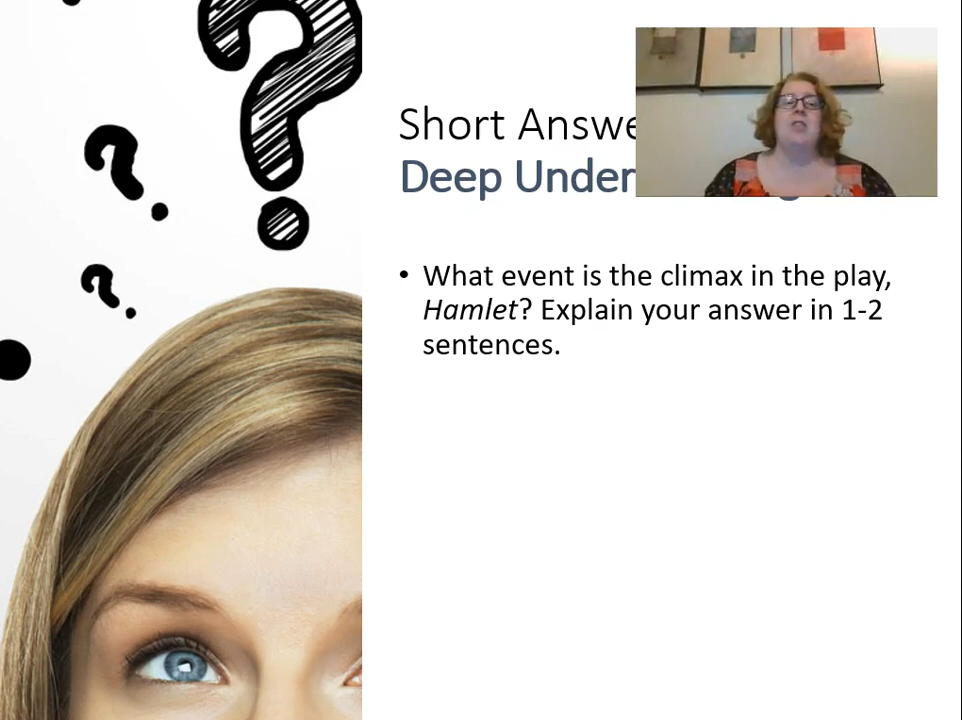 Short Answe
Deep Under
• What event is the climax in the play,
Hamlet? Explain your answer in 1-2
sentences.